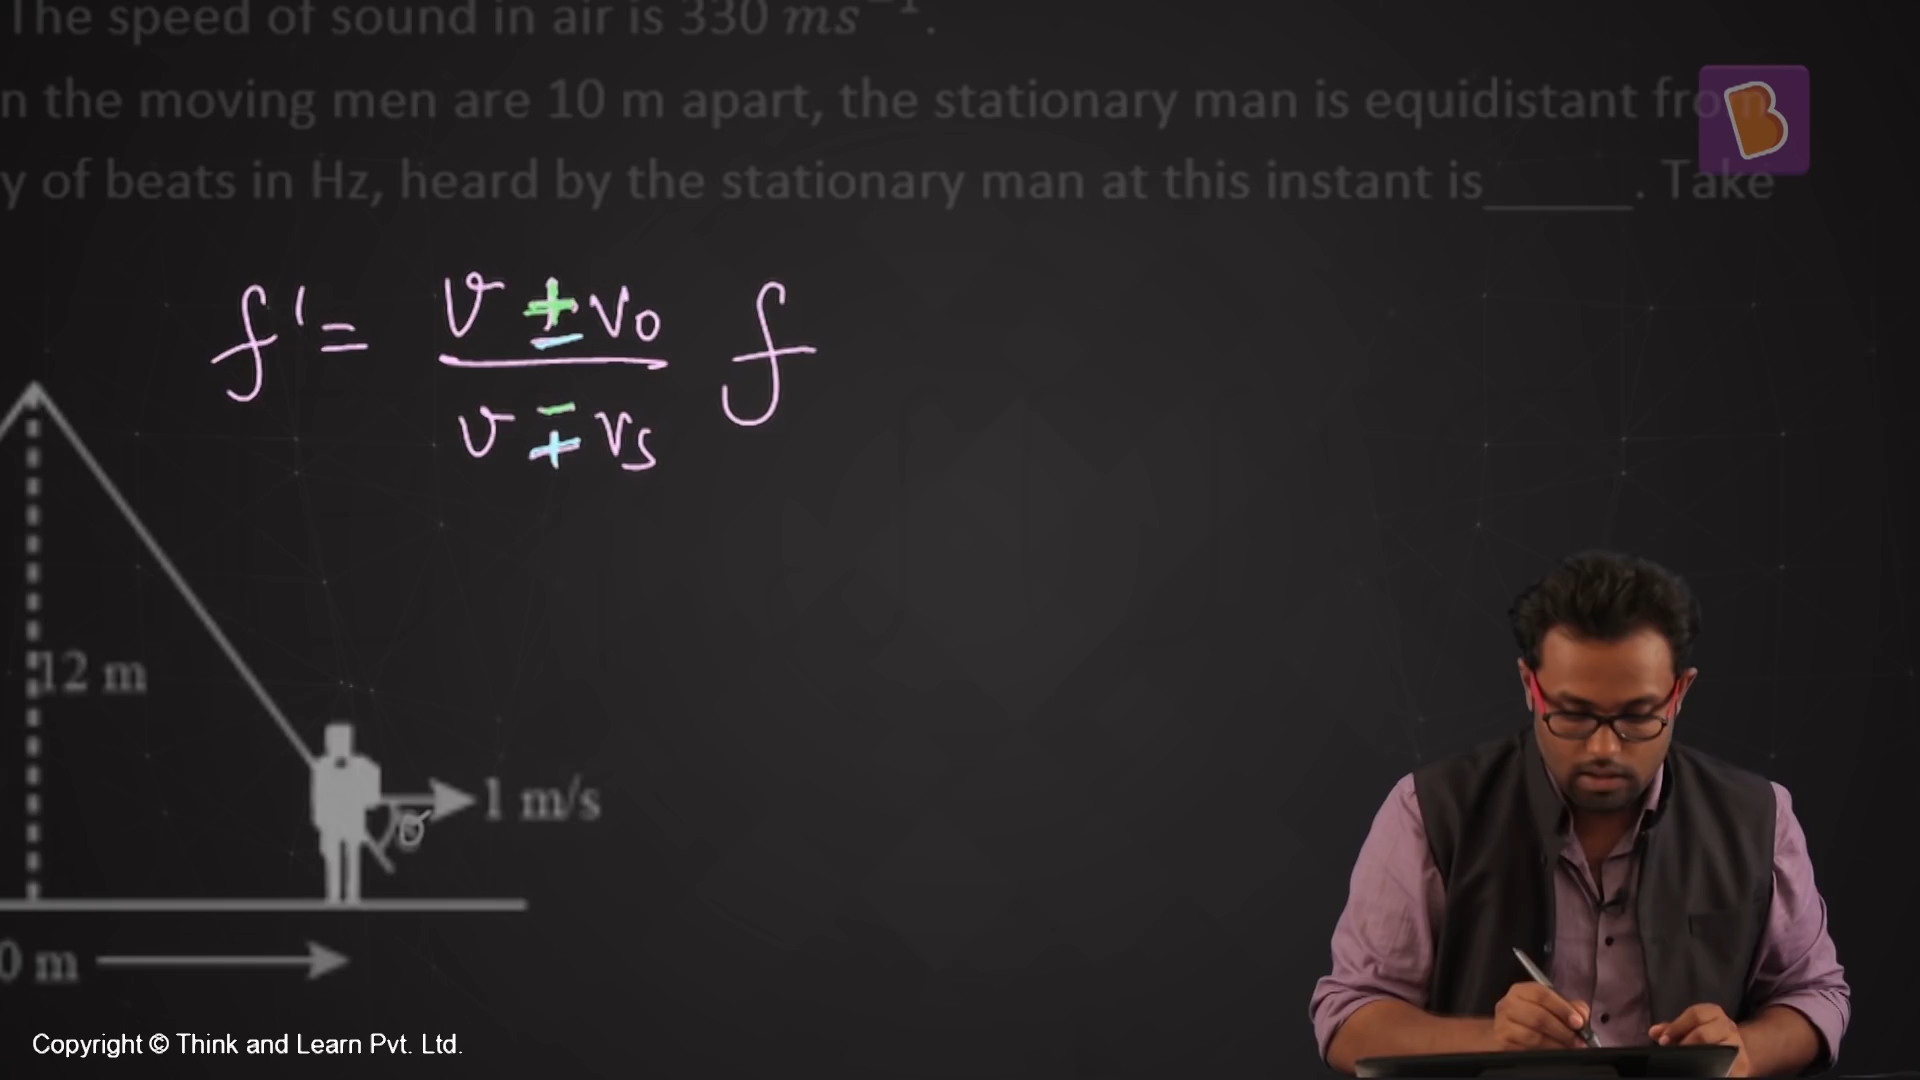 The speed of sound in air is 330 ms⁻¹.
n the moving men are 10 m apart, the stationary man is equidistant from
y of beats in Hz, heard by the stationary man at this instant is______. Take
f' = (v ± v₀)/(v ∓ vₛ) f
12 m
1 m/s
θ
0 m
B
Copyright © Think and Learn Pvt. Ltd.